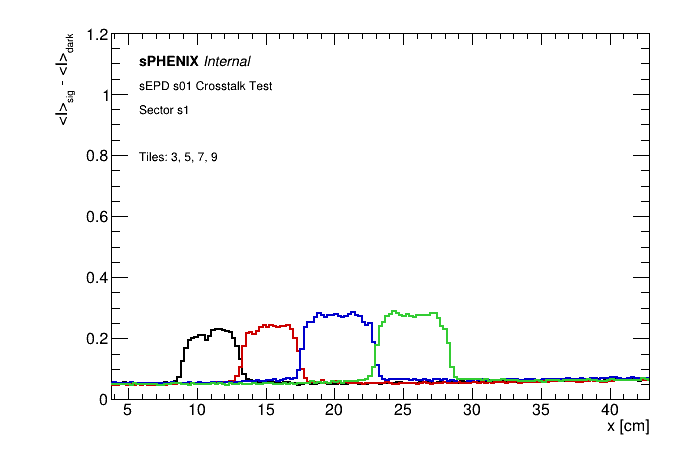 1.2
<I>sig - <I>dark
sPHENIX Internal
sEPD s01 Crosstalk Test
1
Sector s1
0.8
Tiles: 3, 5, 7, 9
0.6
0.4
0.2
0
5 10 15 20 25 30 35 40
x [cm]